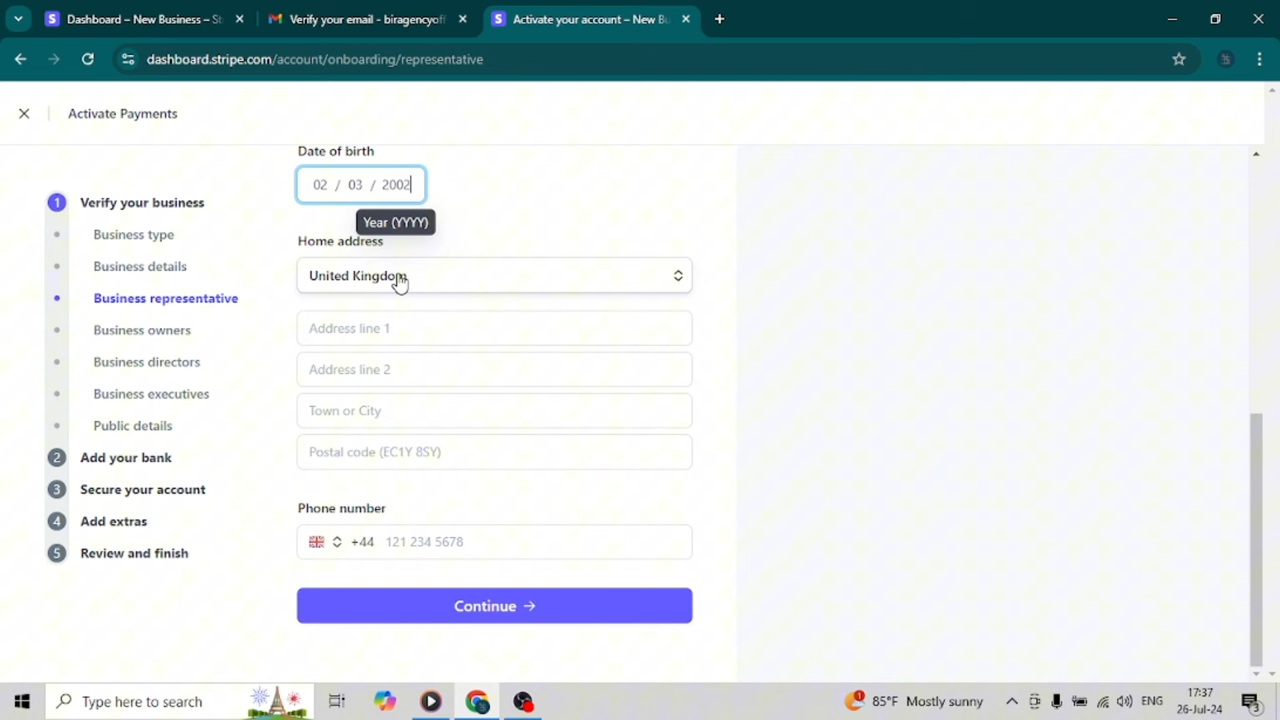 Dashboard – New Business – St
Verify your email - biragencyoff
Activate your account – New Bu
dashboard.stripe.com/account/onboarding/representative
Activate Payments
Date of birth
02 / 03 / 2002
Year (YYYY)
1 Verify your business
Business type
Business details
Business representative
Business owners
Business directors
Business executives
Public details
2 Add your bank
3 Secure your account
4 Add extras
5 Review and finish
Home address
United Kingdom
Address line 1
Address line 2
Town or City
Postal code (EC1Y 8SY)
Phone number
+44 121 234 5678
Continue →
Type here to search
85°F Mostly sunny
ENG
17:37
26-Jul-24
1
3